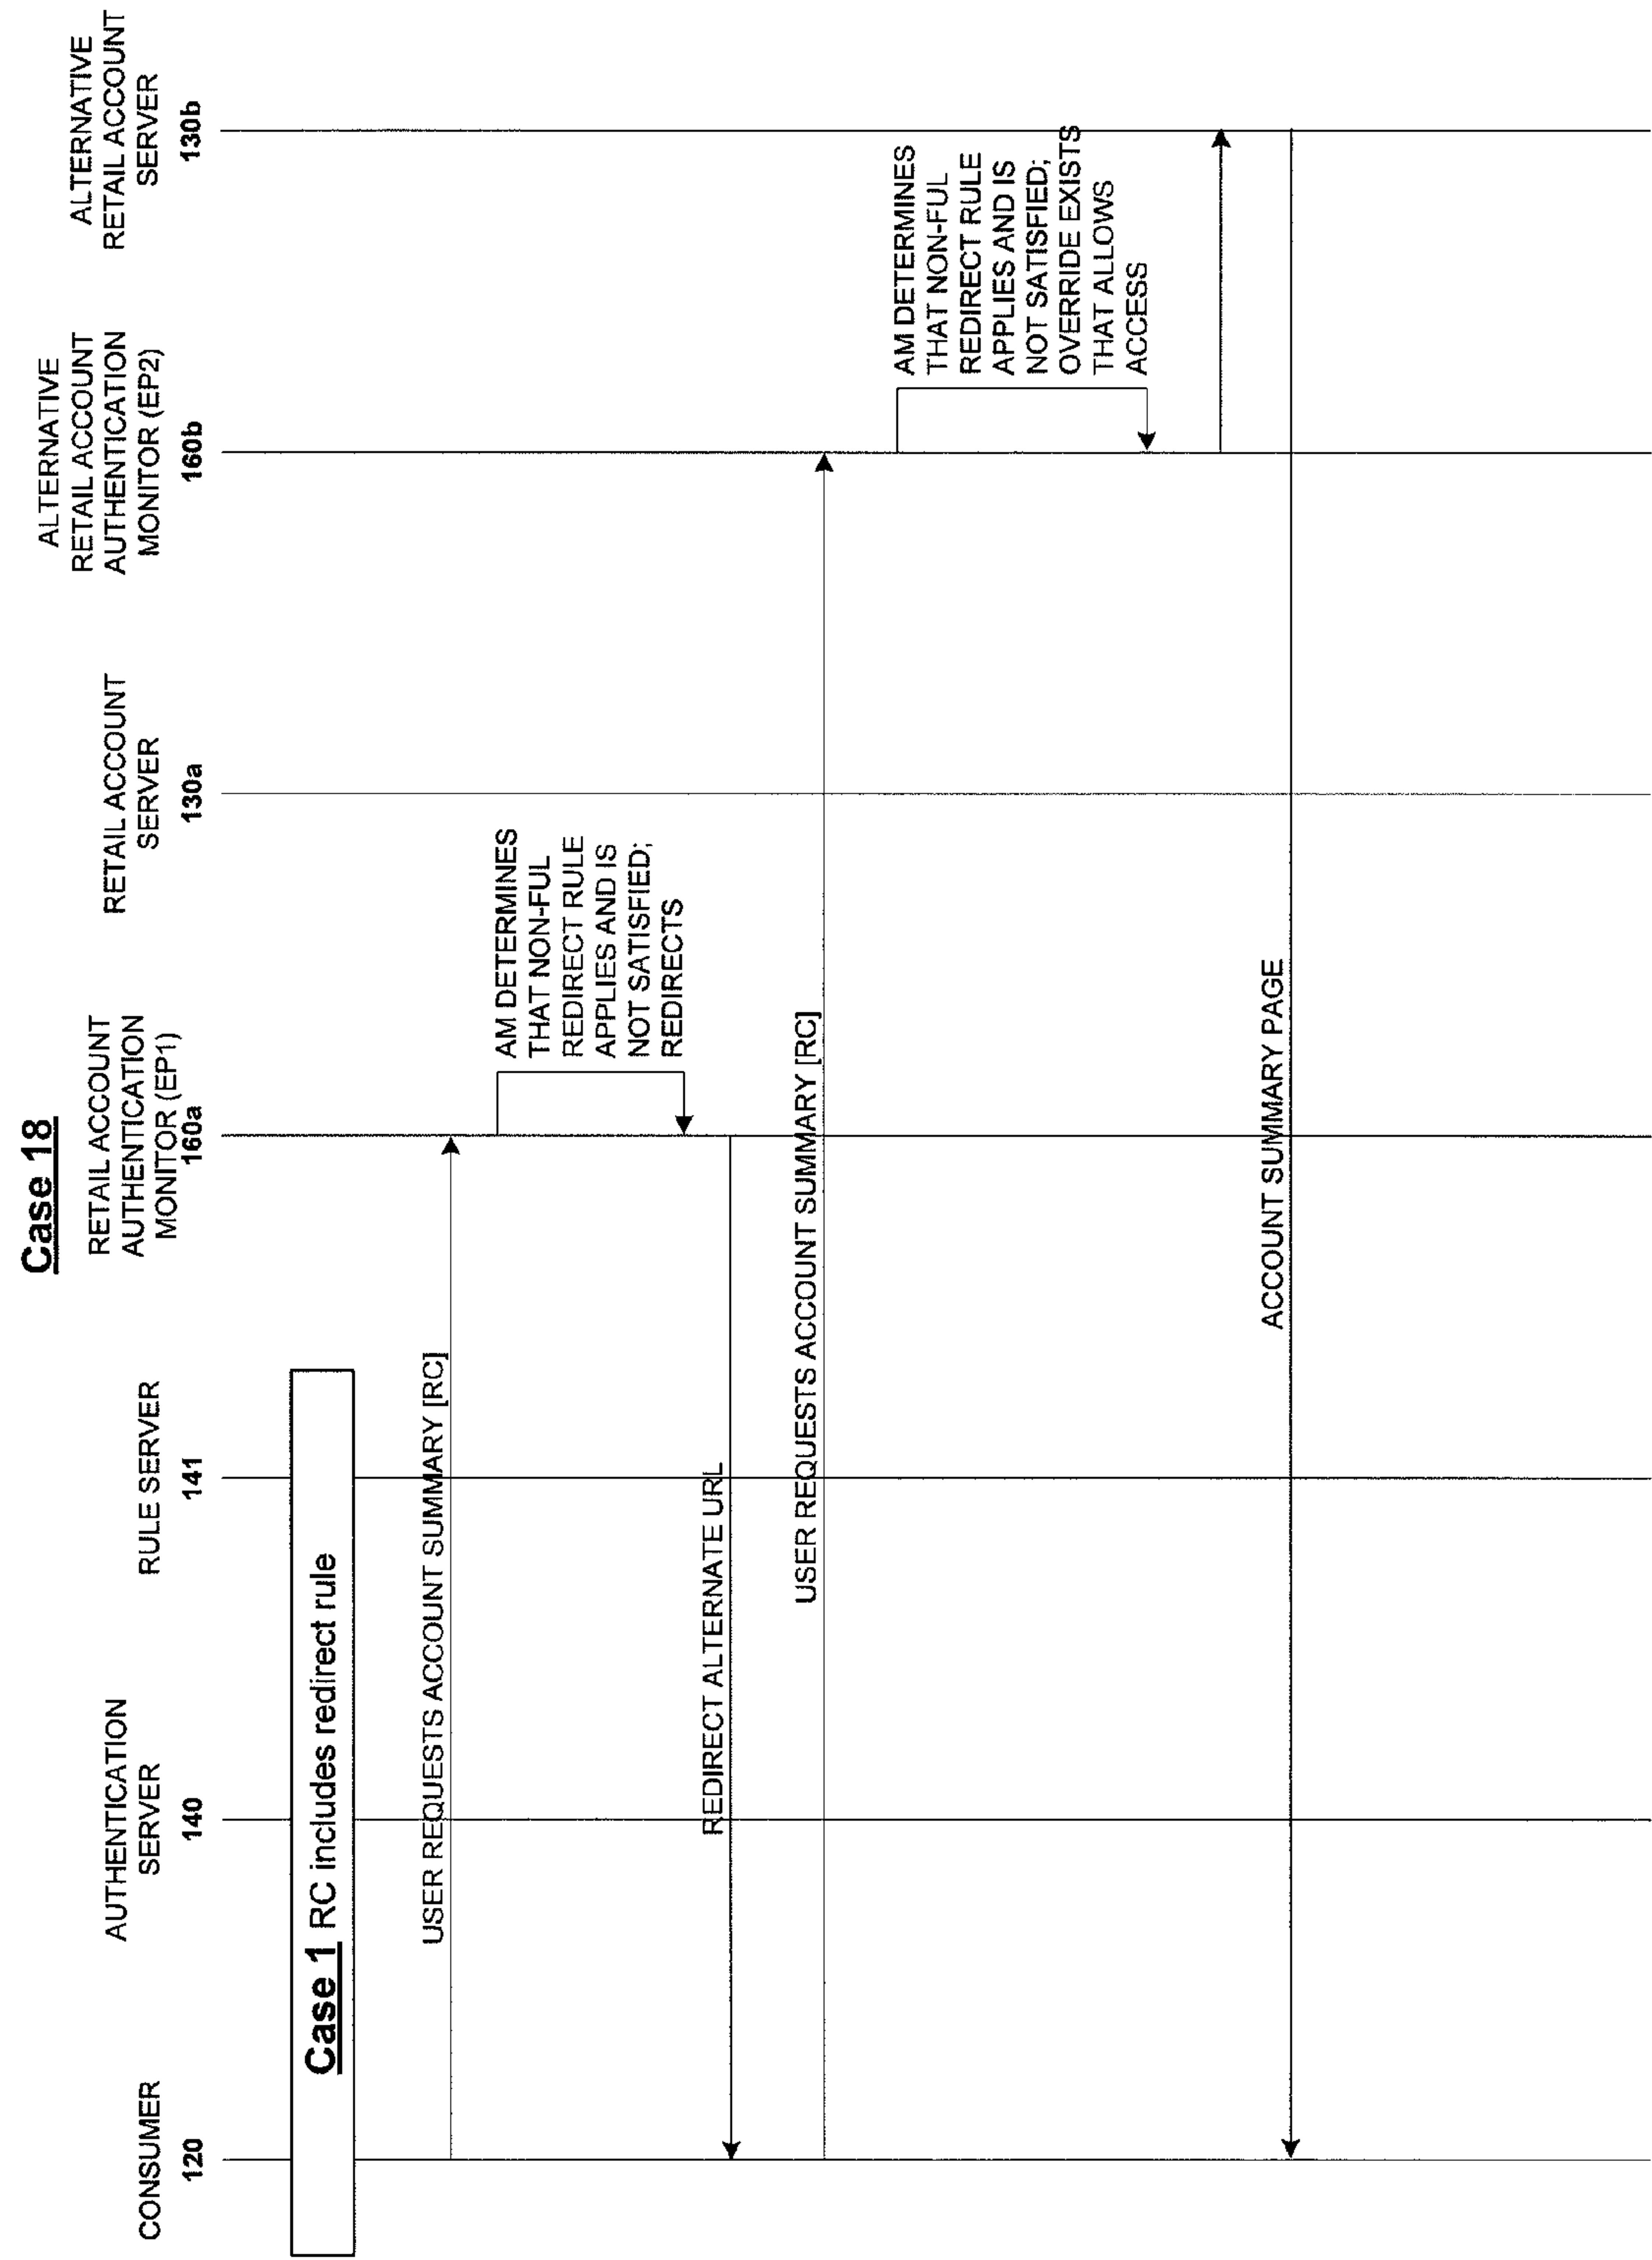 Case 18
CONSUMER
120
AUTHENTICATION
SERVER
140
RULE SERVER
141
RETAIL ACCOUNT
AUTHENTICATION
MONITOR (EP1)
160a
RETAIL ACCOUNT
SERVER
130a
ALTERNATIVE
RETAIL ACCOUNT
AUTHENTICATION
MONITOR (EP2)
160b
ALTERNATIVE
RETAIL ACCOUNT
SERVER
130b
Case 1 RC includes redirect rule
USER REQUESTS ACCOUNT SUMMARY [RC]
AM DETERMINES
THAT NON-FUL
REDIRECT RULE
APPLIES AND IS
NOT SATISFIED;
REDIRECTS
REDIRECT ALTERNATE URL
USER REQUESTS ACCOUNT SUMMARY [RC]
AM DETERMINES
THAT NON-FUL
REDIRECT RULE
APPLIES AND IS
NOT SATISFIED;
OVERRIDE EXISTS
THAT ALLOWS
ACCESS
ACCOUNT SUMMARY PAGE